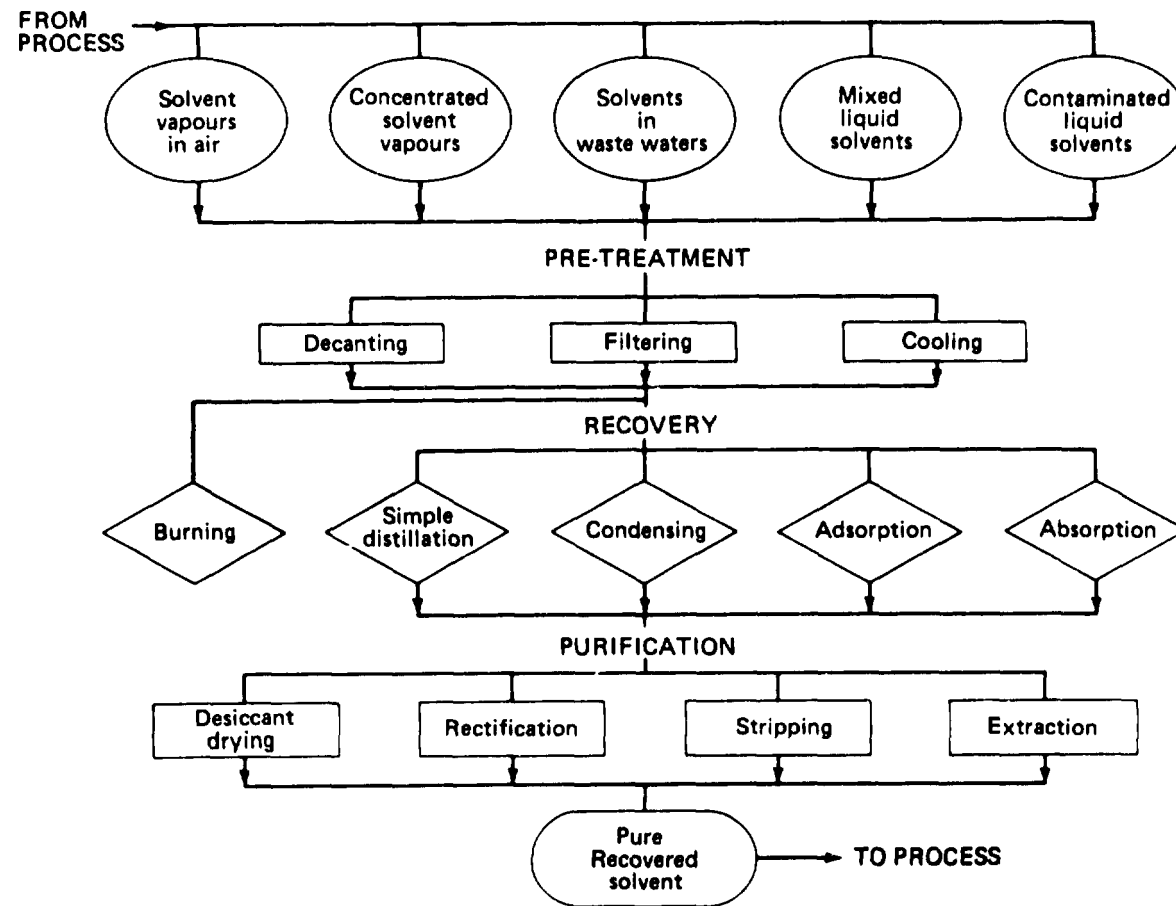 FROM
PROCESS
Solvent
vapours
in air
Concentrated
solvent
vapours
Solvents
in
waste waters
Mixed
liquid
solvents
Contaminated
liquid
solvents
PRE-TREATMENT
Decanting
Filtering
Cooling
RECOVERY
Burning
Simple
distillation
Condensing
Adsorption
Absorption
PURIFICATION
Desiccant
drying
Rectification
Stripping
Extraction
Pure
Recovered
solvent
TO PROCESS